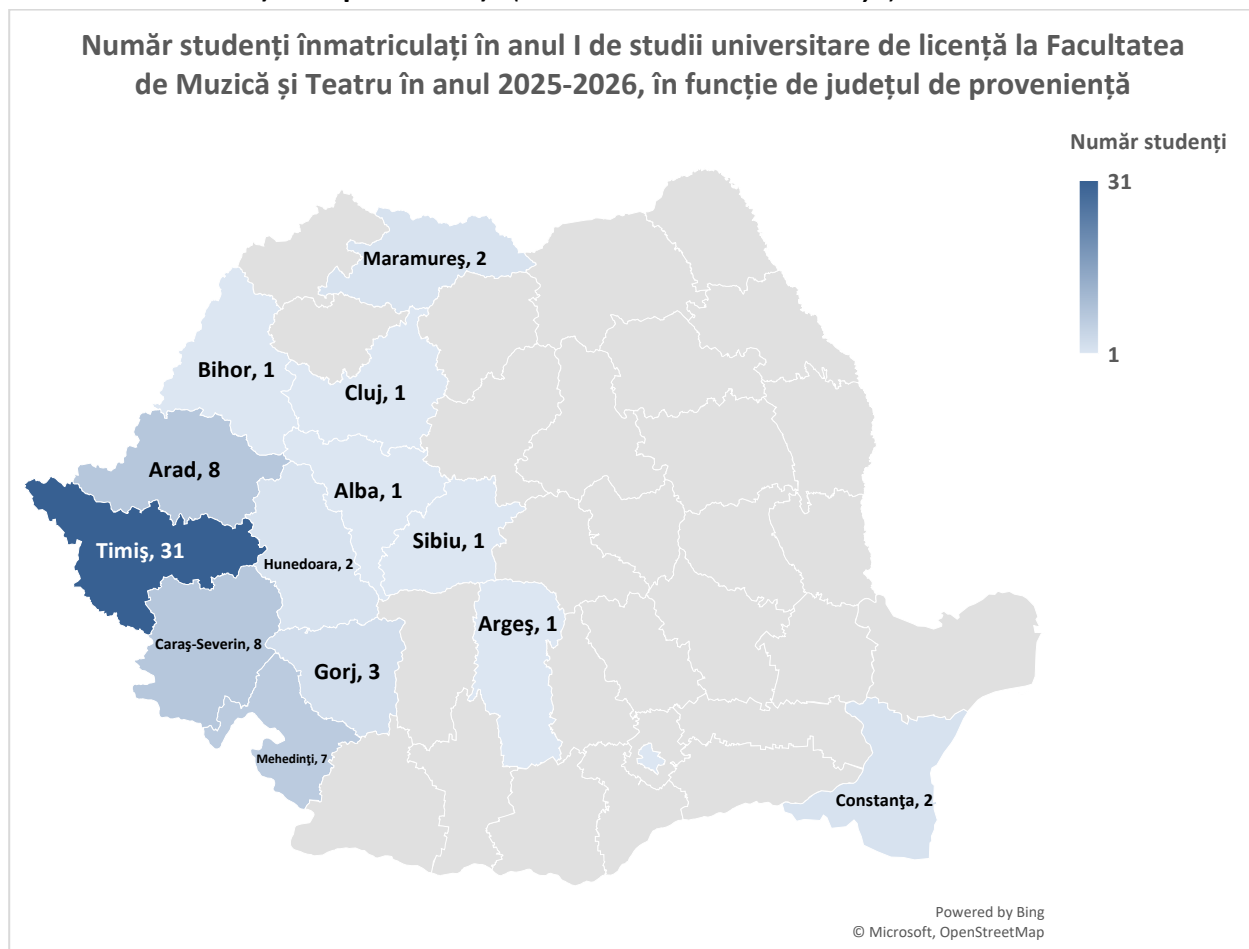 Număr studenți înmatriculați în anul I de studii universitare de licență la Facultatea
de Muzică și Teatru în anul 2025-2026, în funcție de județul de proveniență
Număr studenți
31
1
Maramureş, 2
Bihor, 1
Cluj, 1
Arad, 8
Alba, 1
Timiş, 31
Sibiu, 1
Hunedoara, 2
Argeş, 1
Caraş-Severin, 8
Gorj, 3
Mehedinţi, 7
Constanţa, 2
Powered by Bing
© Microsoft, OpenStreetMap